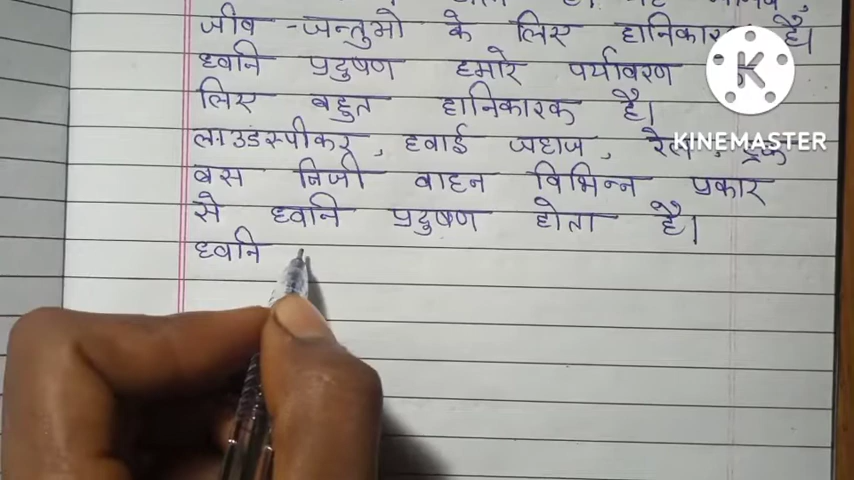 जीव - जन्तुओ के लिए हानिकारक है।
ध्वनि प्रदुषण हमारे पर्यावरण
लिए बहुत हानिकारक है।
लाउडस्पीकर, हवाई जहाज, रेल, ट्रक
बस निजी वाहन विभिन्न प्रकार
से ध्वनि प्रदुषण होता है।
ध्वनि
KINEMASTER